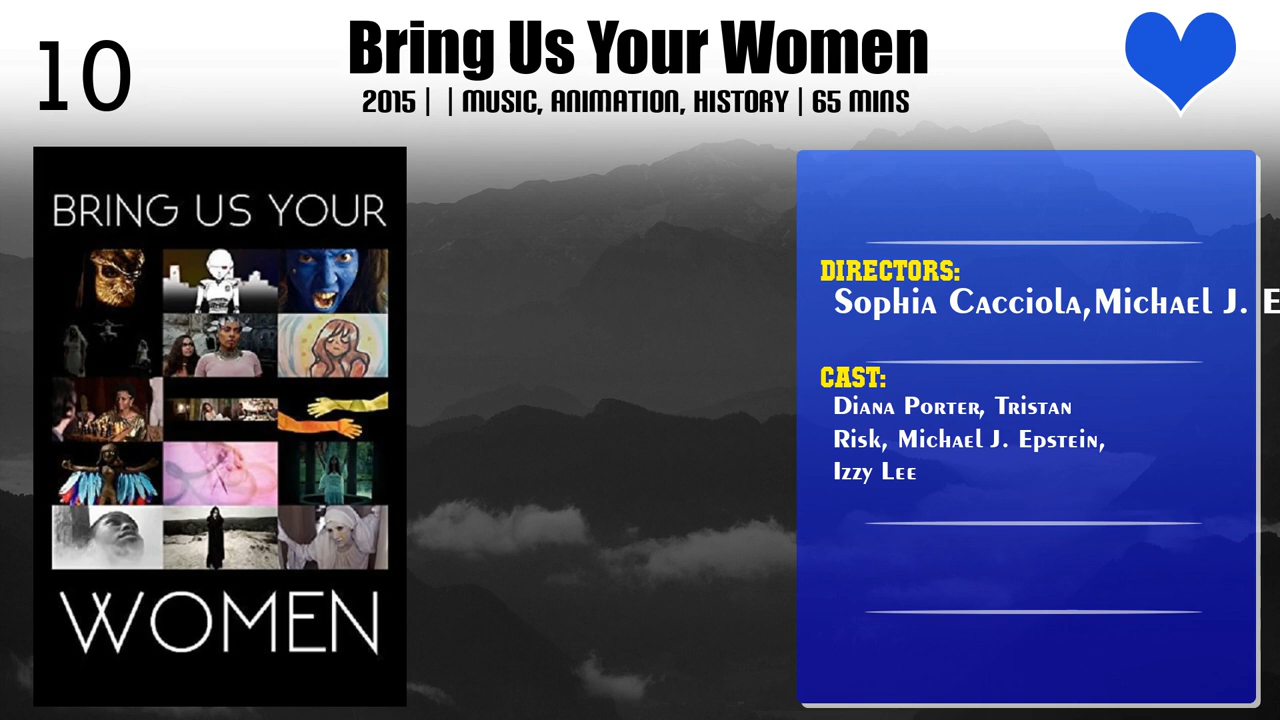 10
Bring Us Your Women
2015 | | MUSIC, ANIMATION, HISTORY | 65 MINS
BRING US YOUR
WOMEN
DIRECTORS:
Sophia Cacciola,Michael J. E
CAST:
Diana Porter, Tristan
Risk, Michael J. Epstein,
Izzy Lee